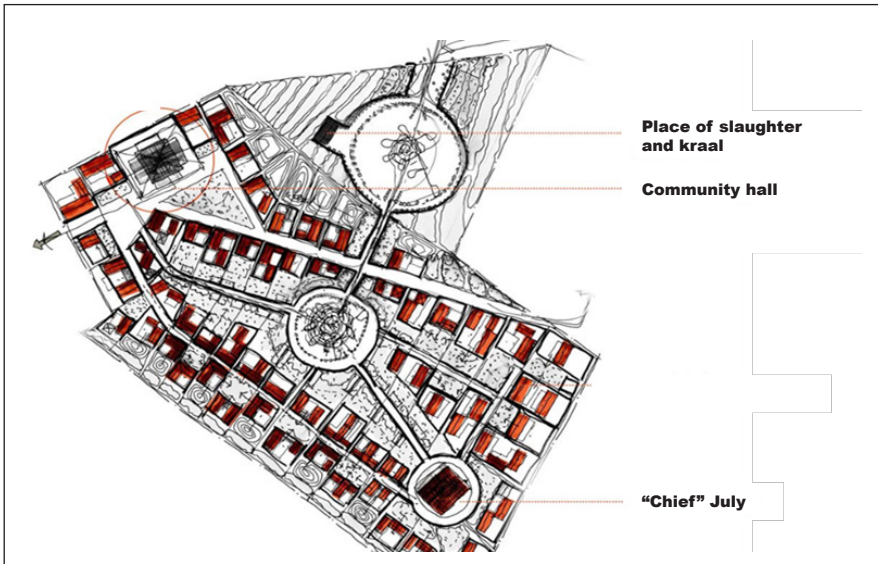 Place of slaughter
and kraal
Community hall
“Chief” July